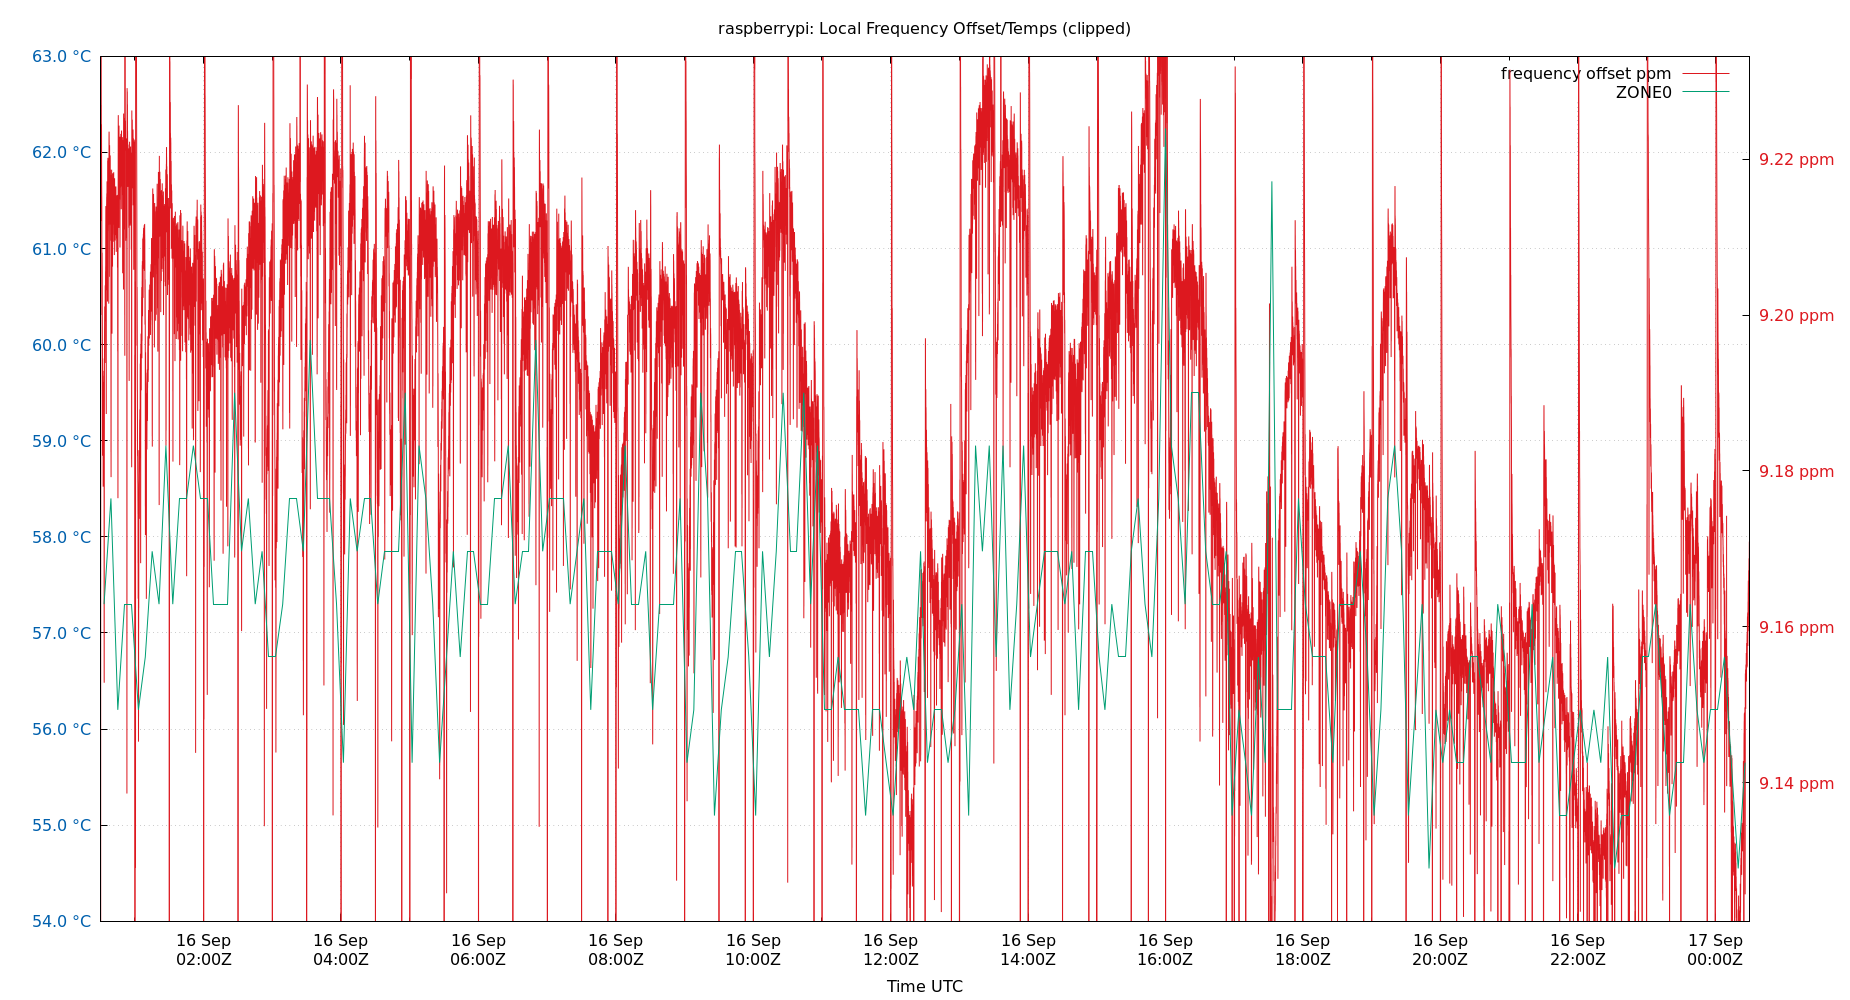 raspberrypi: Local Frequency Offset/Temps (clipped)
frequency offset ppm
ZONE0
63.0 °C
62.0 °C
61.0 °C
60.0 °C
59.0 °C
58.0 °C
57.0 °C
56.0 °C
55.0 °C
54.0 °C
9.22 ppm
9.20 ppm
9.18 ppm
9.16 ppm
9.14 ppm
16 Sep 16 Sep 16 Sep 16 Sep 16 Sep 16 Sep 16 Sep 16 Sep 16 Sep 16 Sep 16 Sep 17 Sep
02:00Z 04:00Z 06:00Z 08:00Z 10:00Z 12:00Z 14:00Z 16:00Z 18:00Z 20:00Z 22:00Z 00:00Z
Time UTC